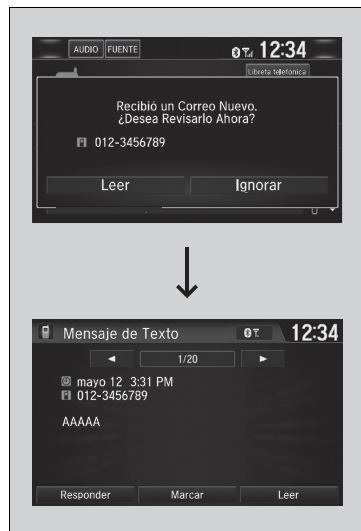 AUDIO FUENTE 12:34
Libreta telefónica
Recibió un Correo Nuevo.
¿Desea Revisarlo Ahora?
012-3456789
Leer Ignorar
Mensaje de Texto 12:34
◄ 1/20 ►
mayo 12 3:31 PM
012-3456789
AAAAA
Responder Marcar Leer